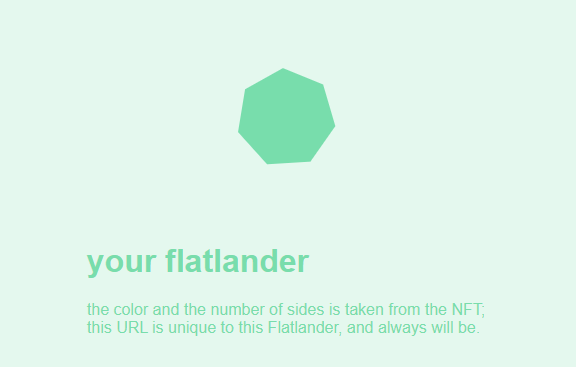 your flatlander
the color and the number of sides is taken from the NFT;
this URL is unique to this Flatlander, and always will be.